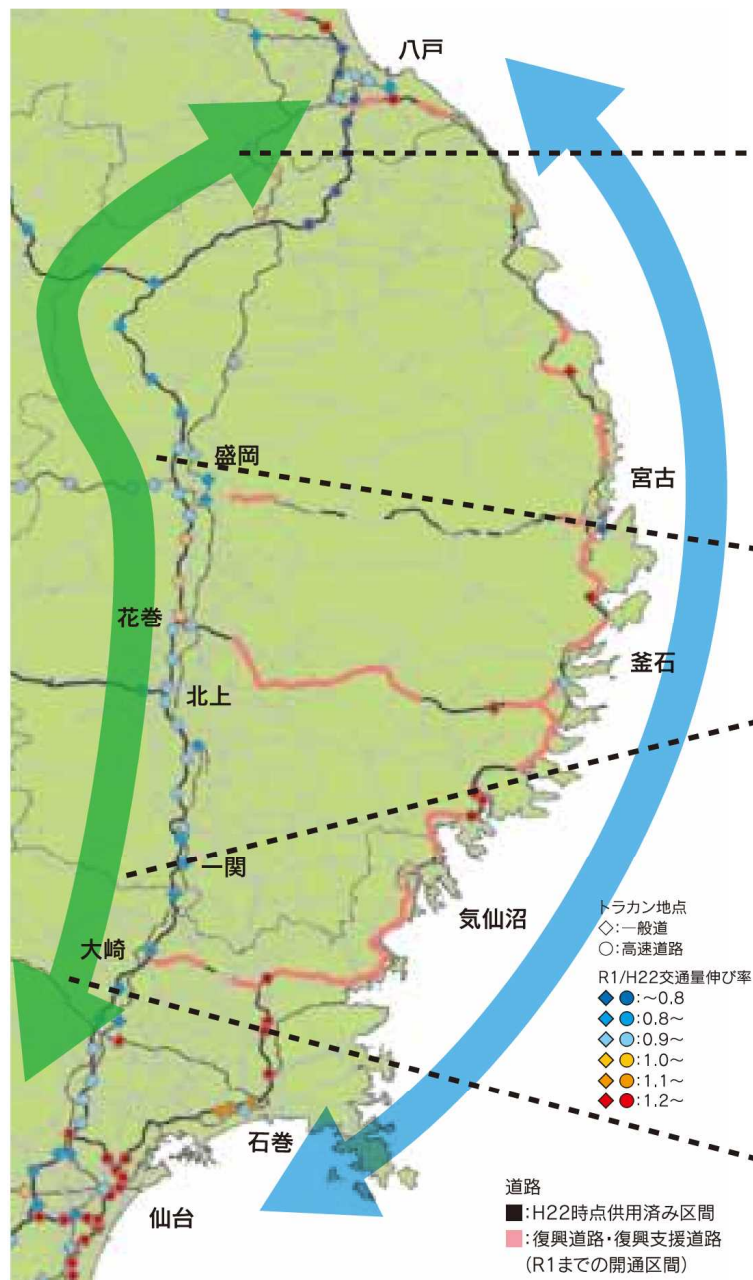 八戸
盛岡
宮古
花巻
釜石
北上
一関
気仙沼
大崎
石巻
仙台
トラカン地点
◇:一般道
○:高速道路
R1/H22交通量伸び率
◆●:~0.8
◆●:0.8~
◆●:0.9~
◆●:1.0~
◆●:1.1~
◆●:1.2~
道路
■:H22時点供用済み区間
■:復興道路・復興支援道路
(R1までの開通区間)